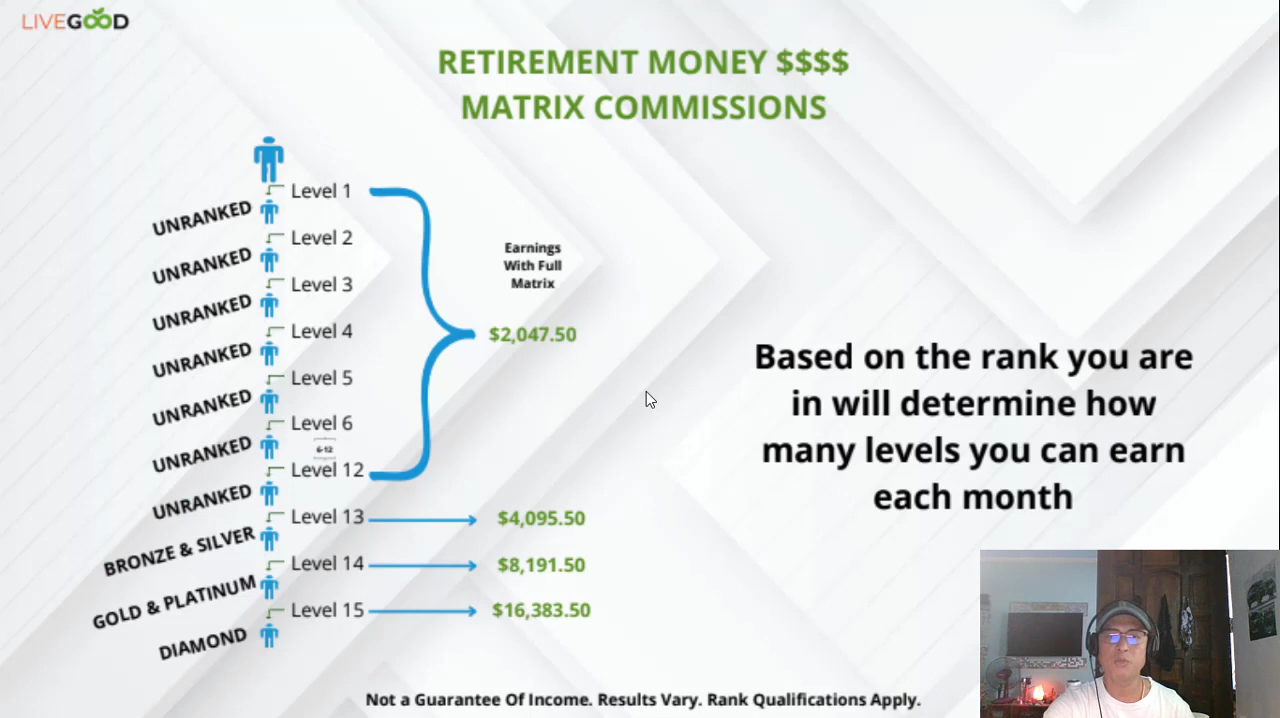 LIVEGOOD
RETIREMENT MONEY $$$$
MATRIX COMMISSIONS
Level 1
UNRANKED
Level 2
UNRANKED
Level 3
UNRANKED
Level 4
UNRANKED
Level 5
UNRANKED
Level 6
UNRANKED
6-12
Level 12
UNRANKED
Level 13
BRONZE & SILVER
Level 14
GOLD & PLATINUM
Level 15
DIAMOND
Earnings
With Full
Matrix
$2,047.50
$4,095.50
$8,191.50
$16,383.50
Based on the rank you are
in will determine how
many levels you can earn
each month
Not a Guarantee Of Income. Results Vary. Rank Qualifications Apply.